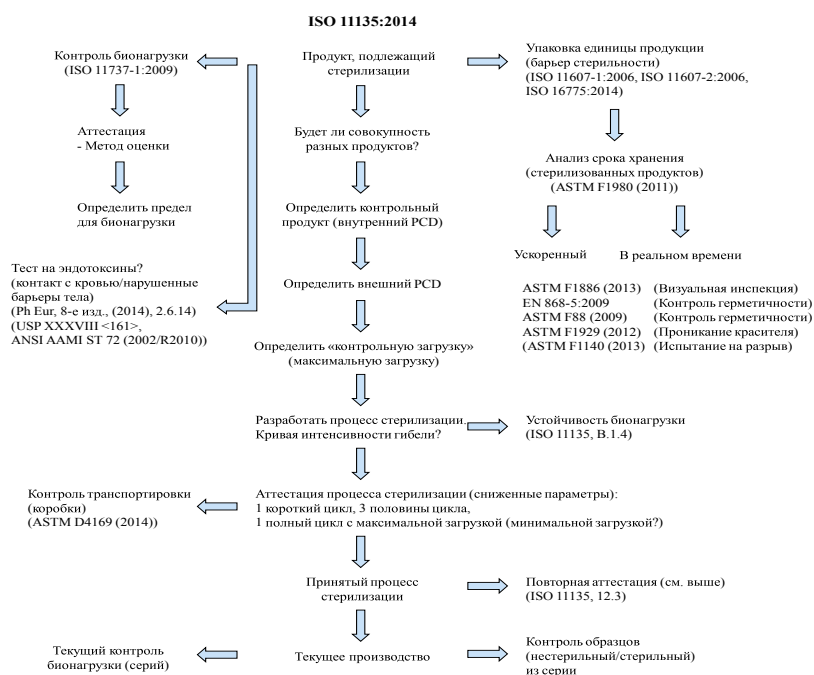 ISO 11135:2014
Контроль бионагрузки
(ISO 11737-1:2009)
Продукт, подлежащий
стерилизации
Упаковка единицы продукции
(барьер стерильности)
(ISO 11607-1:2006, ISO 11607-2:2006,
ISO 16775:2014)
Аттестация
- Метод оценки
Будет ли совокупность
разных продуктов?
Анализ срока хранения
(стерилизованных продуктов)
(ASTM F1980 (2011))
Определить предел
для бионагрузки
Определить контрольный
продукт (внутренний PCD)
Ускоренный
В реальном времени
Тест на эндотоксины?
(контакт с кровью/нарушенные
барьеры тела)
(Ph Eur, 8-е изд., (2014), 2.6.14)
(USP XXXVIII <161>,
ANSI AAMI ST 72 (2002/R2010))
Определить внешний PCD
ASTM F1886 (2013) (Визуальная инспекция)
EN 868-5:2009 (Контроль герметичности)
ASTM F88 (2009) (Контроль герметичности)
ASTM F1929 (2012) (Проникание красителя)
(ASTM F1140 (2013) (Испытание на разрыв)
Определить «контрольную загрузку»
(максимальную загрузку)
Разработать процесс стерилизации.
Кривая интенсивности гибели?
Устойчивость бионагрузки
(ISO 11135, B.1.4)
Контроль транспортировки
(коробки)
(ASTM D4169 (2014))
Аттестация процесса стерилизации (сниженные параметры):
1 короткий цикл, 3 половины цикла,
1 полный цикл с максимальной загрузкой (минимальной загрузкой?)
Принятый процесс
стерилизации
Повторная аттестация (см. выше)
(ISO 11135, 12.3)
Текущий контроль
бионагрузки (серий)
Текущее производство
Контроль образцов
(нестерильный/стерильный)
из серии